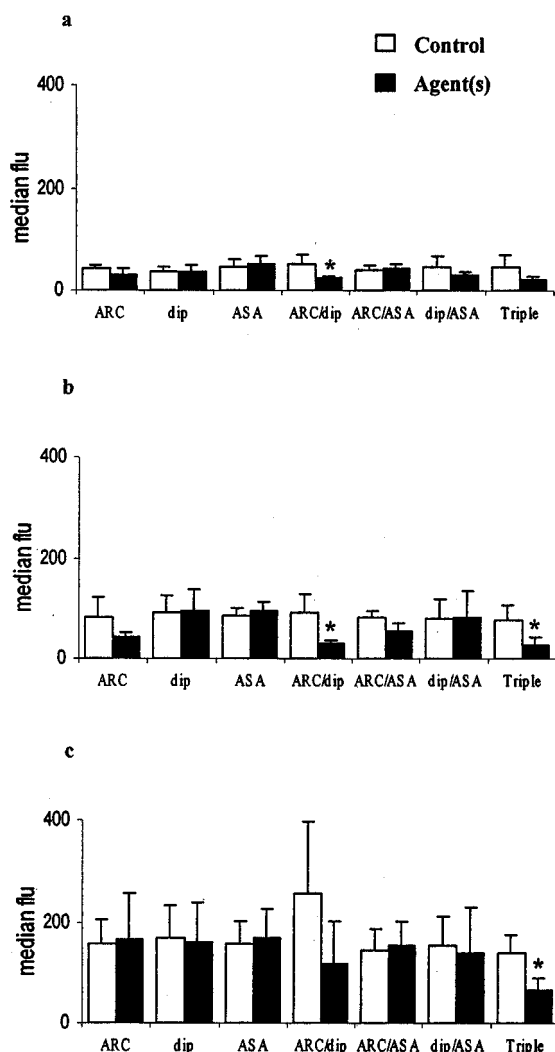 a
Control
Agent(s)
400
200
0
median flu
ARC dip ASA ARC/dip ARC/ASA dip/ASA Triple
*
b
400
200
0
median flu
ARC dip ASA ARC/dip ARC/ASA dip/ASA Triple
* *
c
400
200
0
median flu
ARC dip ASA ARC/dip ARC/ASA dip/ASA Triple
*